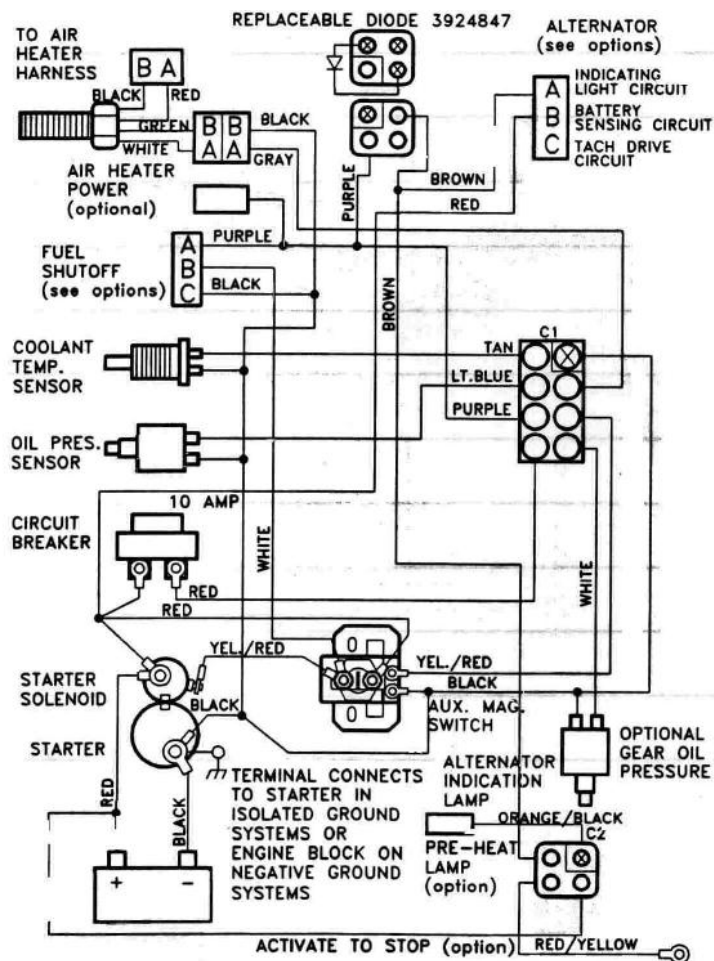 REPLACEABLE DIODE 3924847
TO AIR
HEATER
HARNESS
B A
BLACK
RED
GREEN
WHITE
B B
A A
BLACK
GRAY
AIR HEATER
POWER
(optional)
ALTERNATOR
(see options)
A
B
C
INDICATING
LIGHT CIRCUIT
BATTERY
SENSING CIRCUIT
TACH DRIVE
CIRCUIT
BROWN
RED
PURPLE
PURPLE
FUEL
SHUTOFF
(see options)
A
B
C
BLACK
BROWN
COOLANT
TEMP.
SENSOR
C1
TAN
LT.BLUE
PURPLE
OIL PRES.
SENSOR
10 AMP
CIRCUIT
BREAKER
RED
RED
WHITE
WHITE
STARTER
SOLENOID
YEL./RED
YEL./RED
BLACK
BLACK
AUX. MAG.
SWITCH
STARTER
OPTIONAL
GEAR OIL
PRESSURE
RED
BLACK
TERMINAL CONNECTS
TO STARTER IN
ISOLATED GROUND
SYSTEMS OR
ENGINE BLOCK ON
NEGATIVE GROUND
SYSTEMS
ALTERNATOR
INDICATION
LAMP
ORANGE/BLACK
C2
PRE-HEAT
LAMP
(option)
+ -
ACTIVATE TO STOP (option)
RED/YELLOW